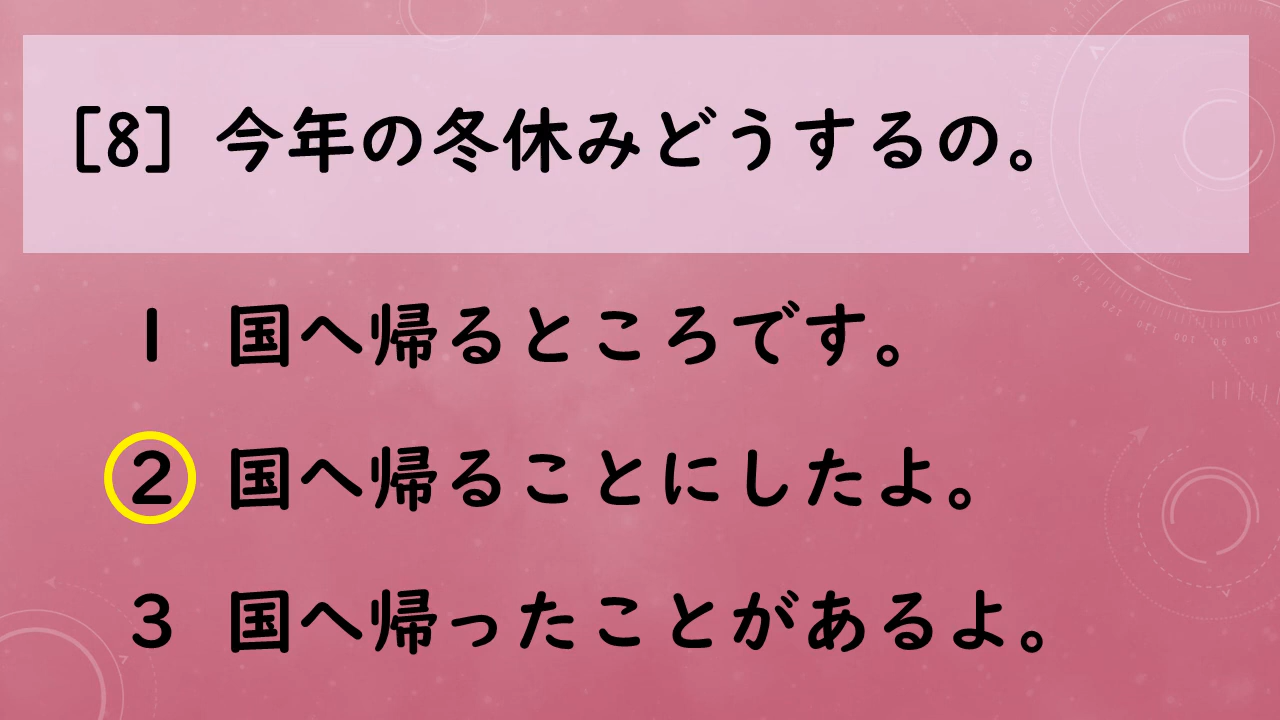 [8] 今年の冬休みどうするの。
1 国へ帰るところです。
2 国へ帰ることにしたよ。
3 国へ帰ったことがあるよ。